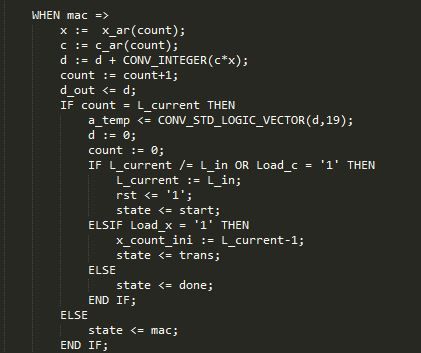 WHEN mac =>
x :=  x_ar(count);
c := c_ar(count);
d := d + CONV_INTEGER(c*x);
count := count+1;
d_out <= d;
IF count = L_current THEN
a_temp <= CONV_STD_LOGIC_VECTOR(d,19);
d := 0;
count := 0;
IF L_current /= L_in OR Load_c = '1' THEN
L_current := L_in;
rst <= '1';
state <= start;
ELSIF Load_x = '1' THEN
x_count_ini := L_current-1;
state <= trans;
ELSE
state <= done;
END IF;
ELSE
state <= mac;
END IF;